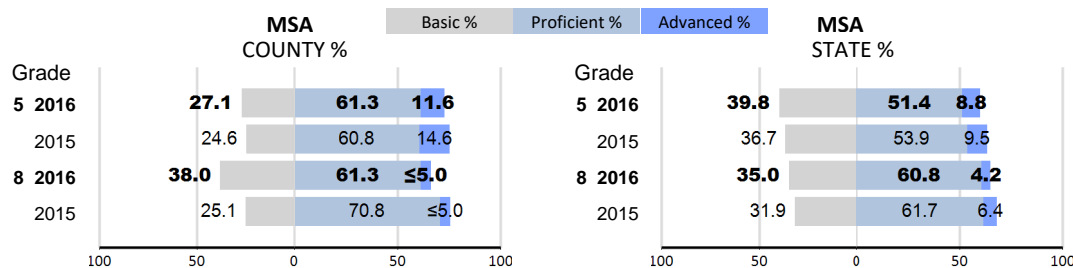 Basic % Proficient % Advanced %
MSA
COUNTY %
Grade
5 2016 27.1 61.3 11.6
2015 24.6 60.8 14.6
8 2016 38.0 61.3 ≤5.0
2015 25.1 70.8 ≤5.0
100 50 0 50 100
MSA
STATE %
Grade
5 2016 39.8 51.4 8.8
2015 36.7 53.9 9.5
8 2016 35.0 60.8 4.2
2015 31.9 61.7 6.4
100 50 0 50 100